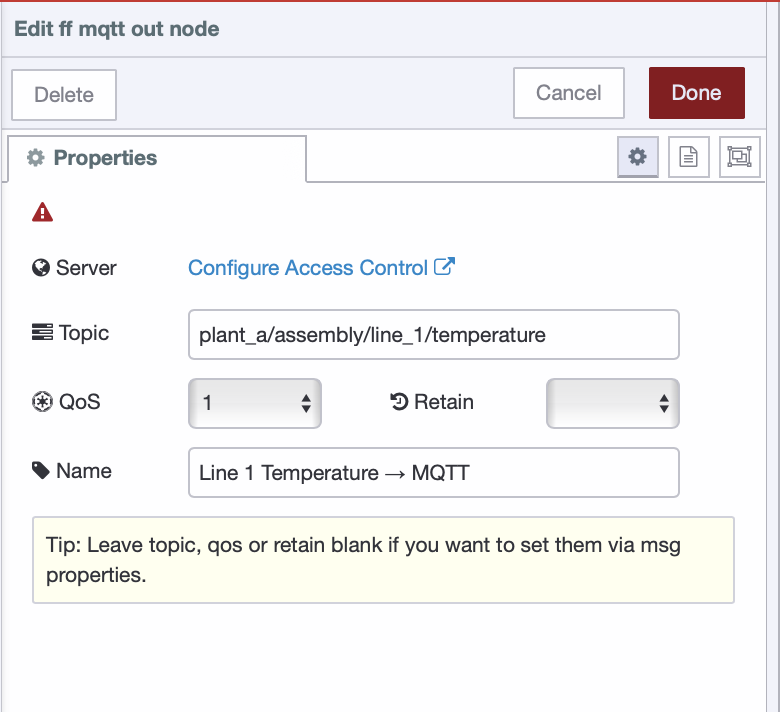 Edit ff mqtt out node
Delete
Cancel
Done
Properties
Server
Configure Access Control
Topic
plant_a/assembly/line_1/temperature
QoS
1
Retain
Name
Line 1 Temperature → MQTT
Tip: Leave topic, qos or retain blank if you want to set them via msg
properties.